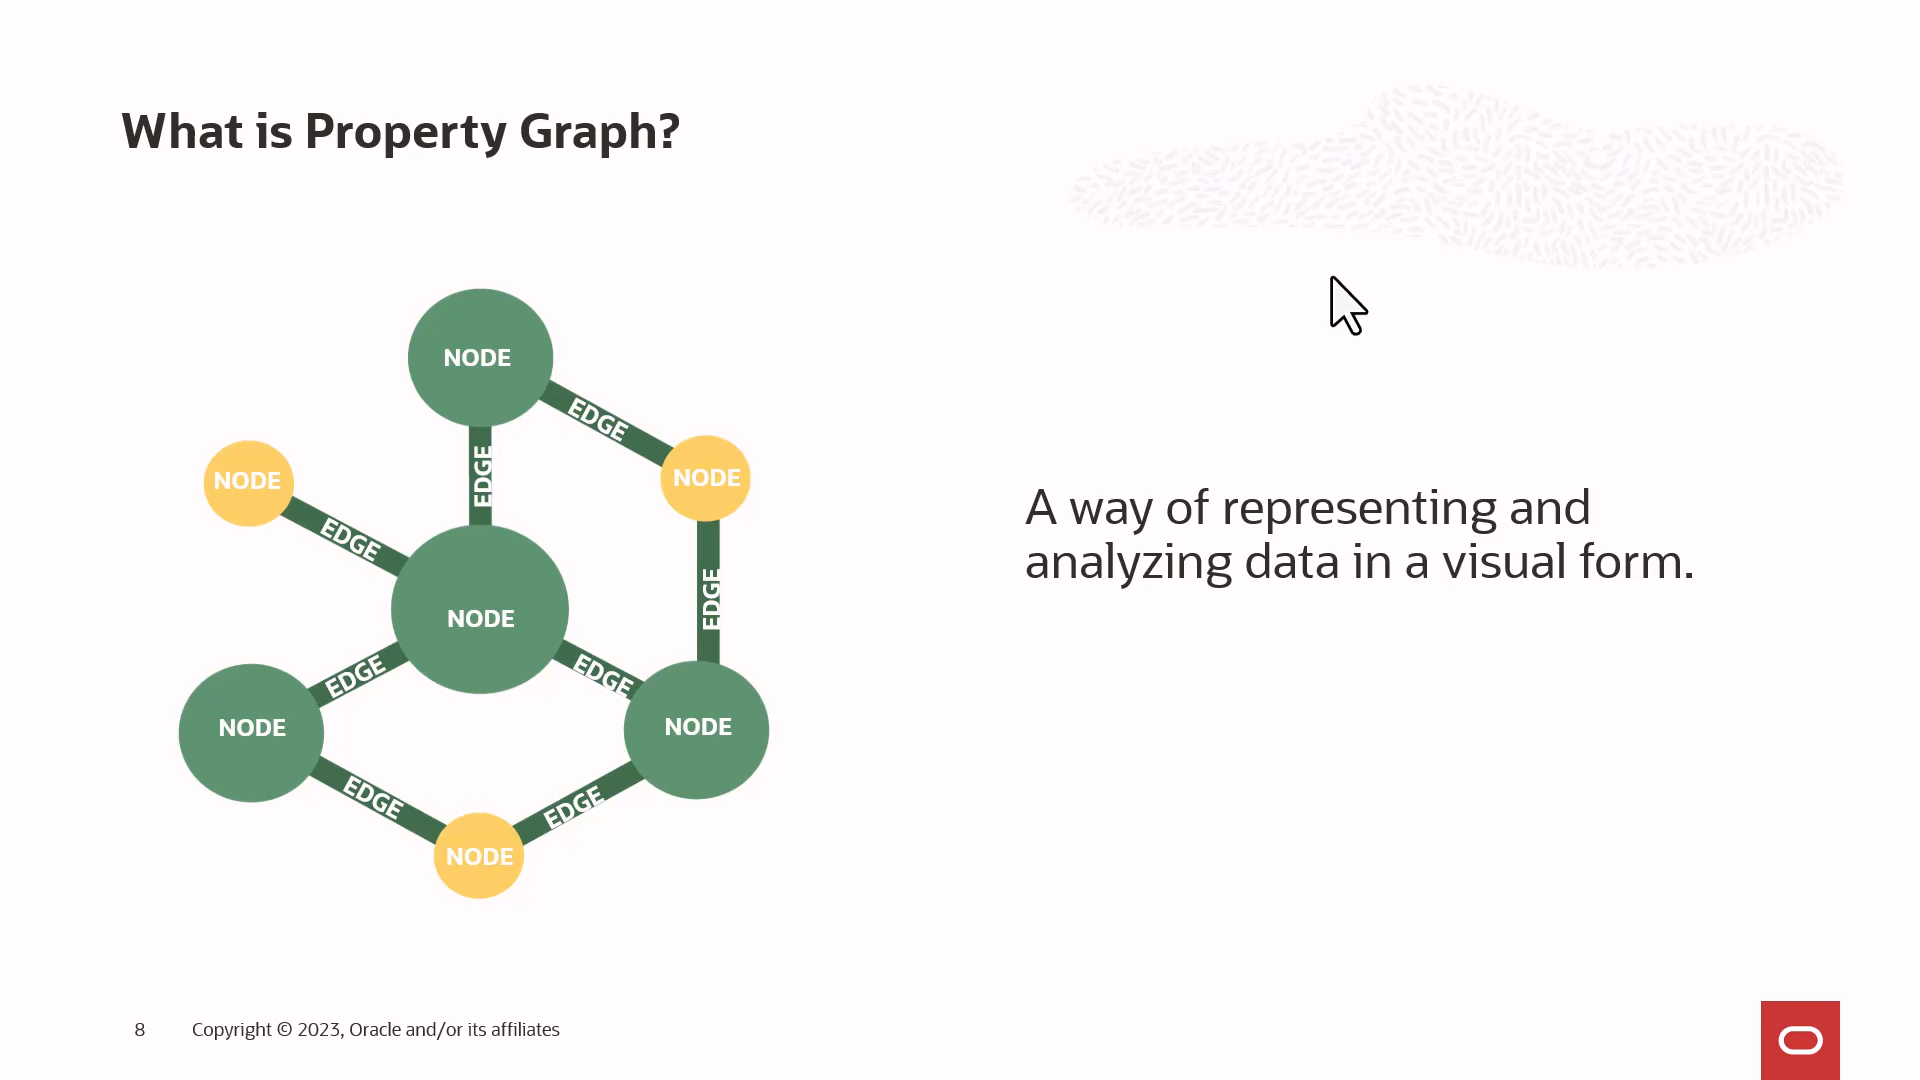 What is Property Graph?
NODE
EDGE
EDGE
NODE
NODE
EDGE
EDGE
NODE
A way of representing and
analyzing data in a visual form.
EDGE
EDGE
NODE
NODE
EDGE
EDGE
NODE
8 Copyright © 2023, Oracle and/or its affiliates